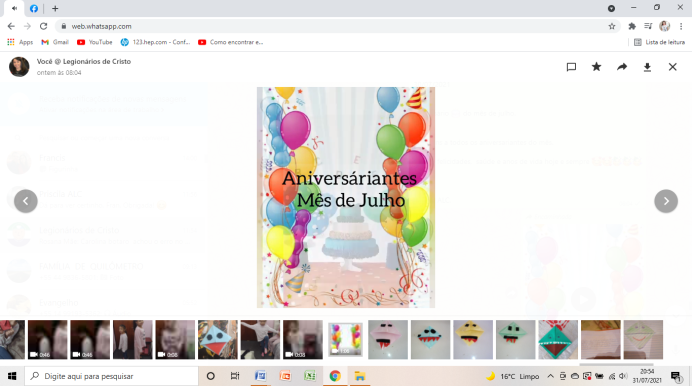 web.whatsapp.com
Apps
Gmail
YouTube
123.hep.com - Conf...
Como encontrar e...
Lista de leitura
Você @ Legionários de Cristo
ontem às 08:04
Aniversáriantes
Mês de Julho
0:46
0:46
0:08
0:08
Digite aqui para pesquisar
16°C Limpo
20:54
31/07/2021